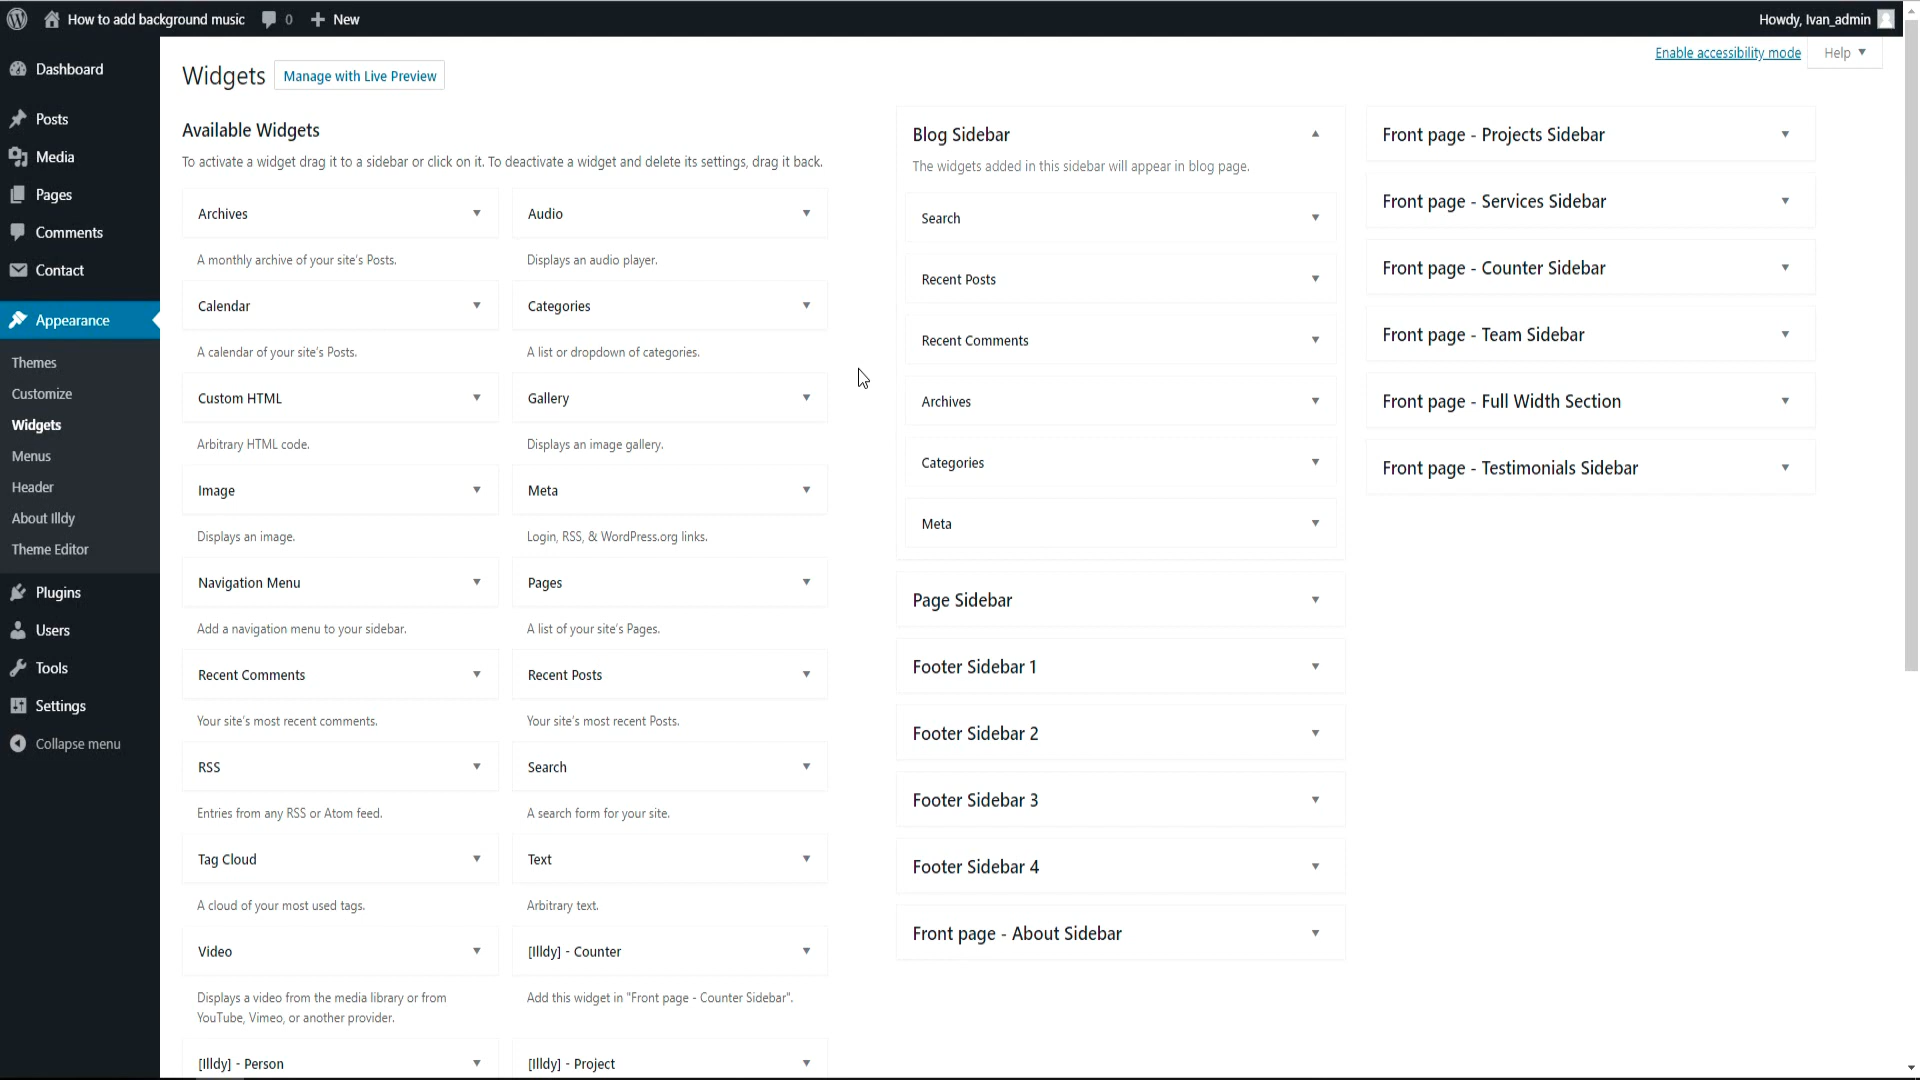 How to add background music 0 New Howdy, Ivan_admin
Enable accessibility mode Help
Dashboard
Posts
Media
Pages
Comments
Contact
Appearance
Themes
Customize
Widgets
Menus
Header
About Illdy
Theme Editor
Plugins
Users
Tools
Settings
Collapse menu
Widgets Manage with Live Preview
Available Widgets
To activate a widget drag it to a sidebar or click on it. To deactivate a widget and delete its settings, drag it back.
Archives
A monthly archive of your site's Posts.
Audio
Displays an audio player.
Calendar
A calendar of your site's Posts.
Categories
A list or dropdown of categories.
Custom HTML
Arbitrary HTML code.
Gallery
Displays an image gallery.
Image
Displays an image.
Meta
Login, RSS, & WordPress.org links.
Navigation Menu
Add a navigation menu to your sidebar.
Pages
A list of your site's Pages.
Recent Comments
Your site's most recent comments.
Recent Posts
Your site's most recent Posts.
RSS
Entries from any RSS or Atom feed.
Search
A search form for your site.
Tag Cloud
A cloud of your most used tags.
Text
Arbitrary text.
Video
Displays a video from the media library or from
YouTube, Vimeo, or another provider.
[Illdy] - Counter
Add this widget in "Front page - Counter Sidebar".
[Illdy] - Person
[Illdy] - Project
Blog Sidebar
The widgets added in this sidebar will appear in blog page.
Search
Recent Posts
Recent Comments
Archives
Categories
Meta
Page Sidebar
Footer Sidebar 1
Footer Sidebar 2
Footer Sidebar 3
Footer Sidebar 4
Front page - About Sidebar
Front page - Projects Sidebar
Front page - Services Sidebar
Front page - Counter Sidebar
Front page - Team Sidebar
Front page - Full Width Section
Front page - Testimonials Sidebar